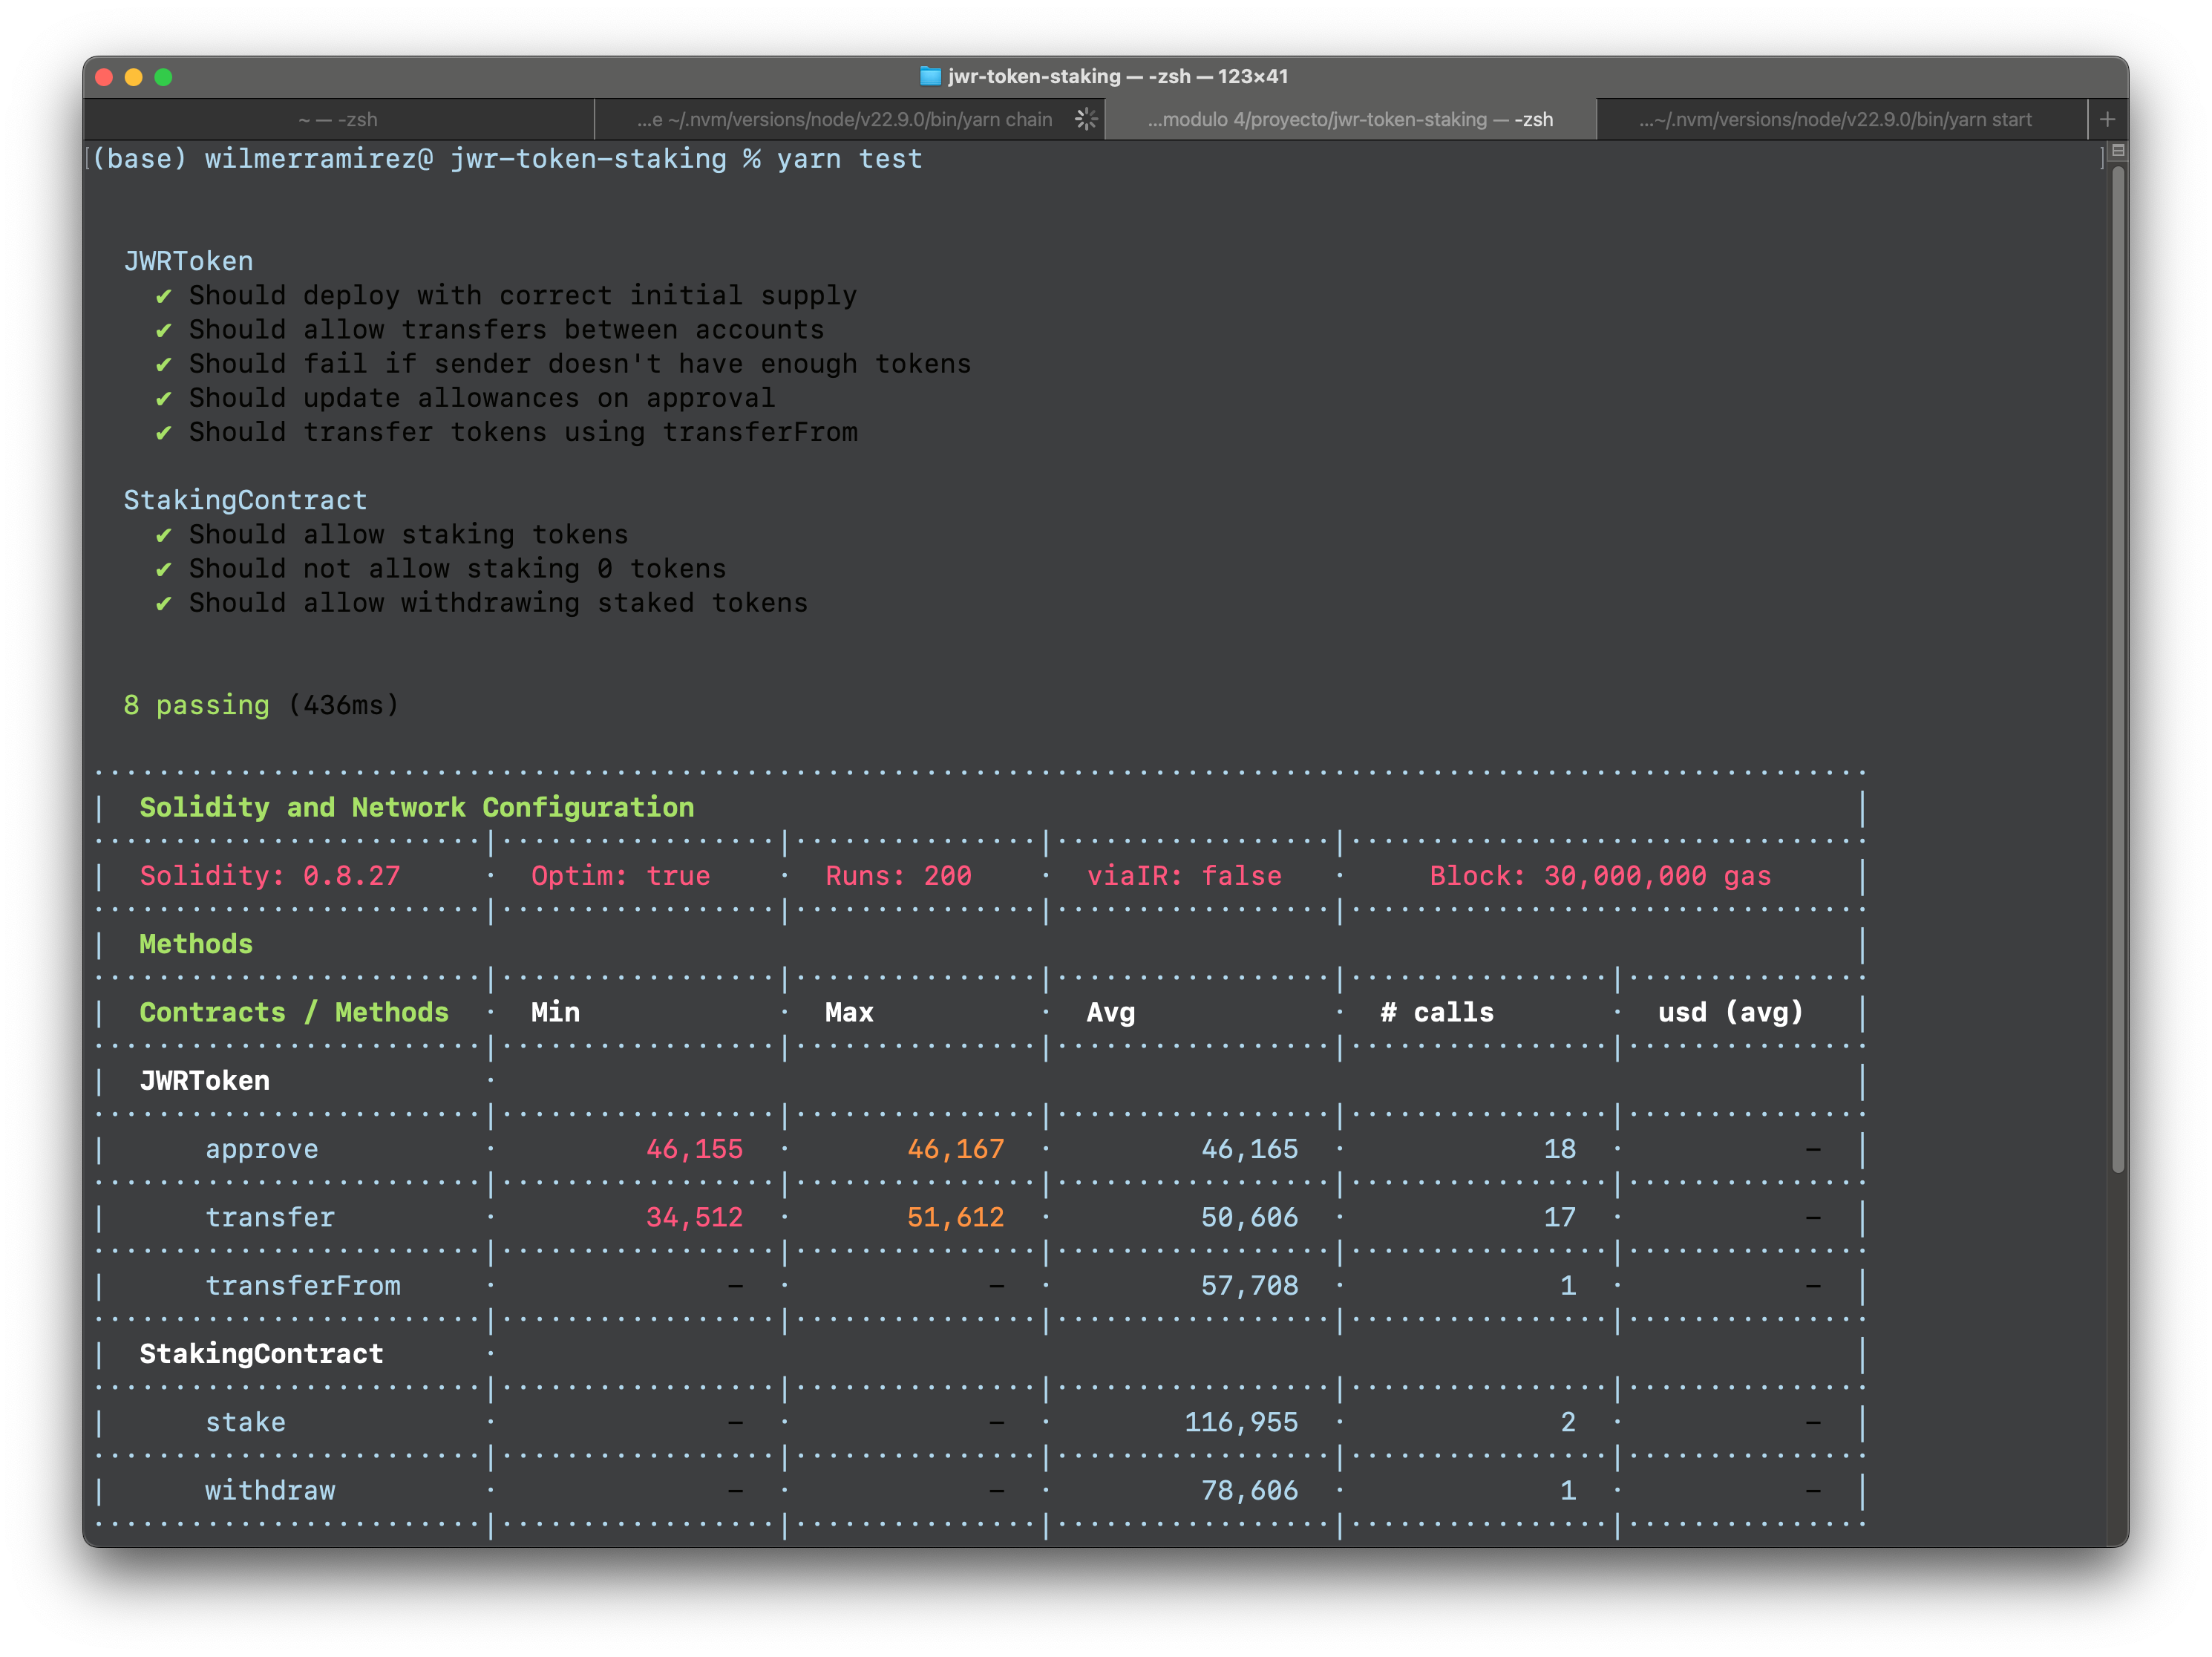 jwr-token-staking — -zsh — 123×41
~ — -zsh
...e ~/.nvm/versions/node/v22.9.0/bin/yarn chain
...modulo 4/proyecto/jwr-token-staking — -zsh
...~/.nvm/versions/node/v22.9.0/bin/yarn start
+
[(base) wilmerramirez@ jwr-token-staking % yarn test ]
JWRToken
✔ Should deploy with correct initial supply
✔ Should allow transfers between accounts
✔ Should fail if sender doesn't have enough tokens
✔ Should update allowances on approval
✔ Should transfer tokens using transferFrom
StakingContract
✔ Should allow staking tokens
✔ Should not allow staking 0 tokens
✔ Should allow withdrawing staked tokens
8 passing (436ms)
| Solidity and Network Configuration |
| Solidity: 0.8.27 · Optim: true · Runs: 200 · viaIR: false · Block: 30,000,000 gas |
| Methods |
| Contracts / Methods · Min · Max · Avg · # calls · usd (avg) |
| JWRToken · |
| approve · 46,155 · 46,167 · 46,165 · 18 · - |
| transfer · 34,512 · 51,612 · 50,606 · 17 · - |
| transferFrom · - · - · 57,708 · 1 · - |
| StakingContract · |
| stake · - · - · 116,955 · 2 · - |
| withdraw · - · - · 78,606 · 1 · - |